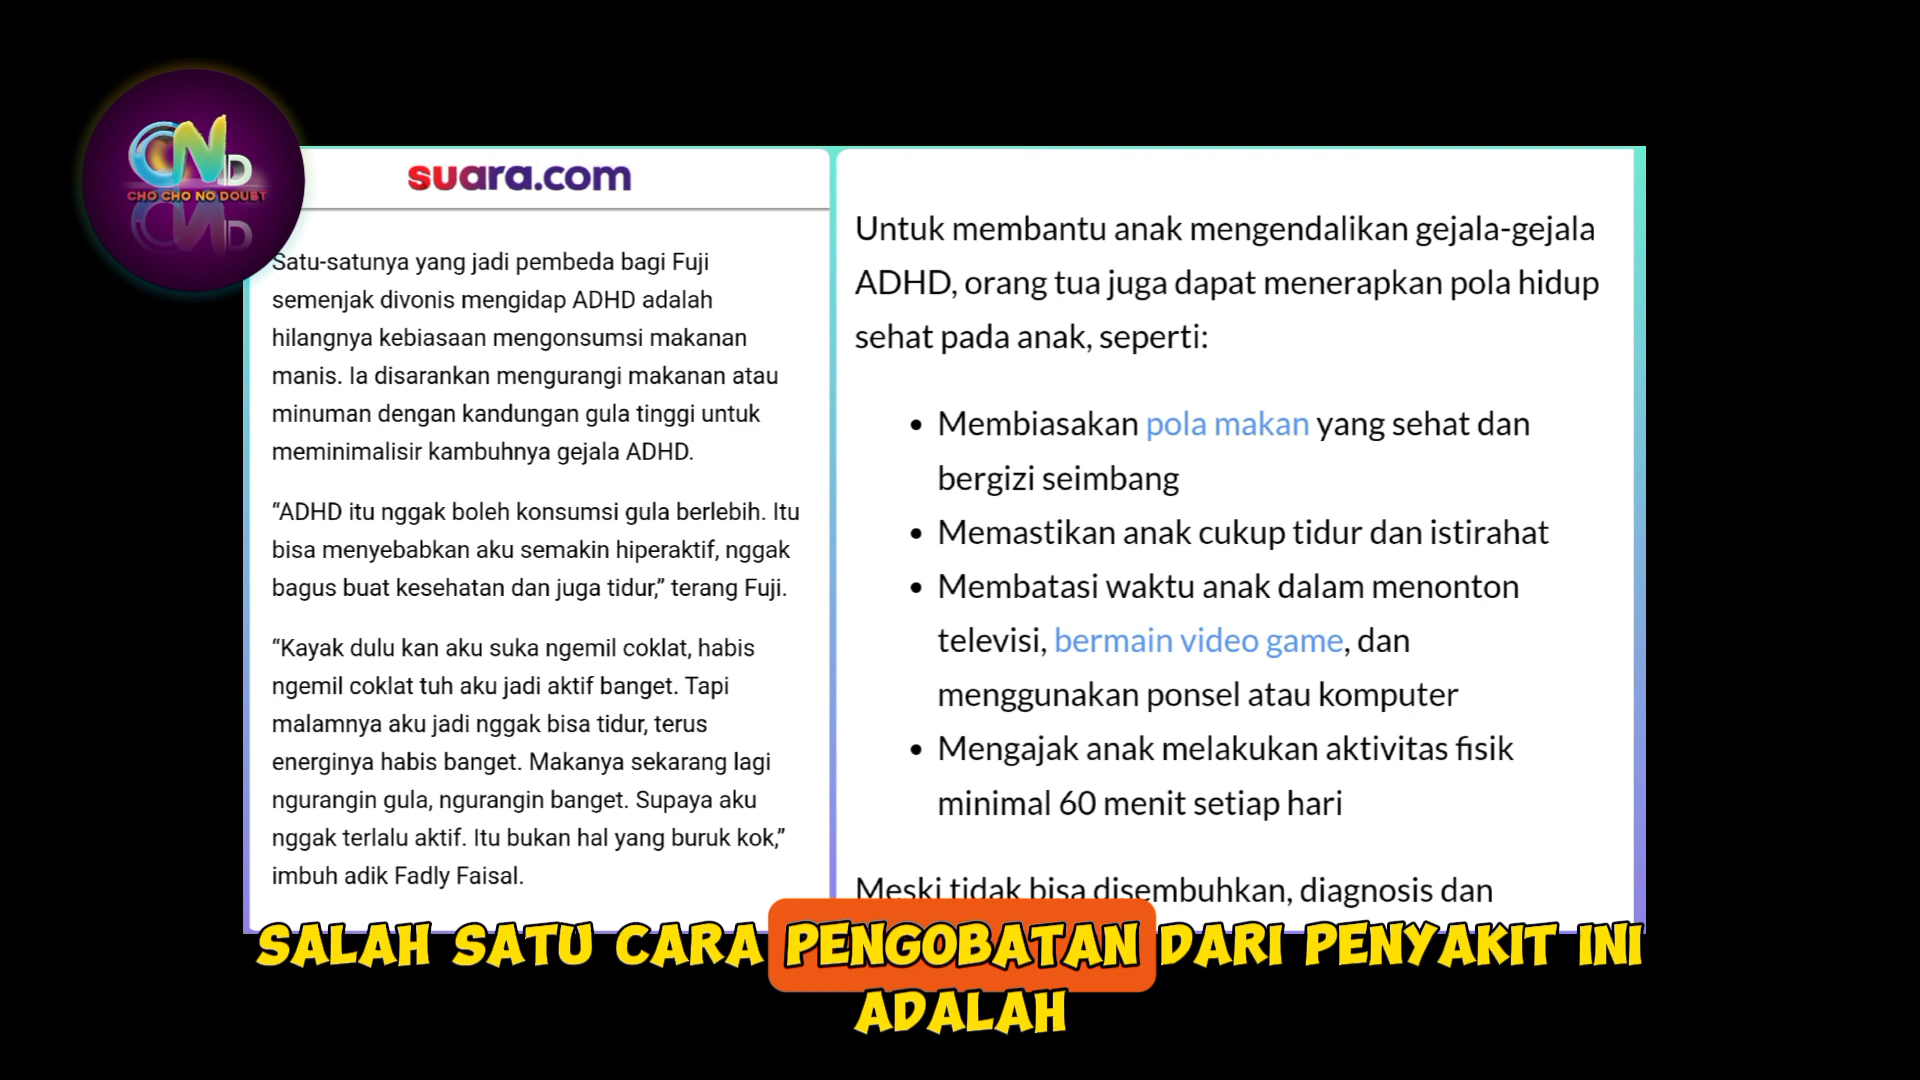 CND
CHO CHO NO DOUBT
suara.com
Satu-satunya yang jadi pembeda bagi Fuji
semenjak divonis mengidap ADHD adalah
hilangnya kebiasaan mengonsumsi makanan
manis. Ia disarankan mengurangi makanan atau
minuman dengan kandungan gula tinggi untuk
meminimalisir kambuhnya gejala ADHD.
“ADHD itu nggak boleh konsumsi gula berlebih. Itu
bisa menyebabkan aku semakin hiperaktif, nggak
bagus buat kesehatan dan juga tidur,” terang Fuji.
“Kayak dulu kan aku suka ngemil coklat, habis
ngemil coklat tuh aku jadi aktif banget. Tapi
malamnya aku jadi nggak bisa tidur, terus
energinya habis banget. Makanya sekarang lagi
ngurangin gula, ngurangin banget. Supaya aku
nggak terlalu aktif. Itu bukan hal yang buruk kok,”
imbuh adik Fadly Faisal.
Untuk membantu anak mengendalikan gejala-gejala
ADHD, orang tua juga dapat menerapkan pola hidup
sehat pada anak, seperti:
• Membiasakan pola makan yang sehat dan
bergizi seimbang
• Memastikan anak cukup tidur dan istirahat
• Membatasi waktu anak dalam menonton
televisi, bermain video game, dan
menggunakan ponsel atau komputer
• Mengajak anak melakukan aktivitas fisik
minimal 60 menit setiap hari
Meski tidak bisa disembuhkan, diagnosis dan
SALAH SATU CARA PENGOBATAN DARI PENYAKIT INI
ADALAH